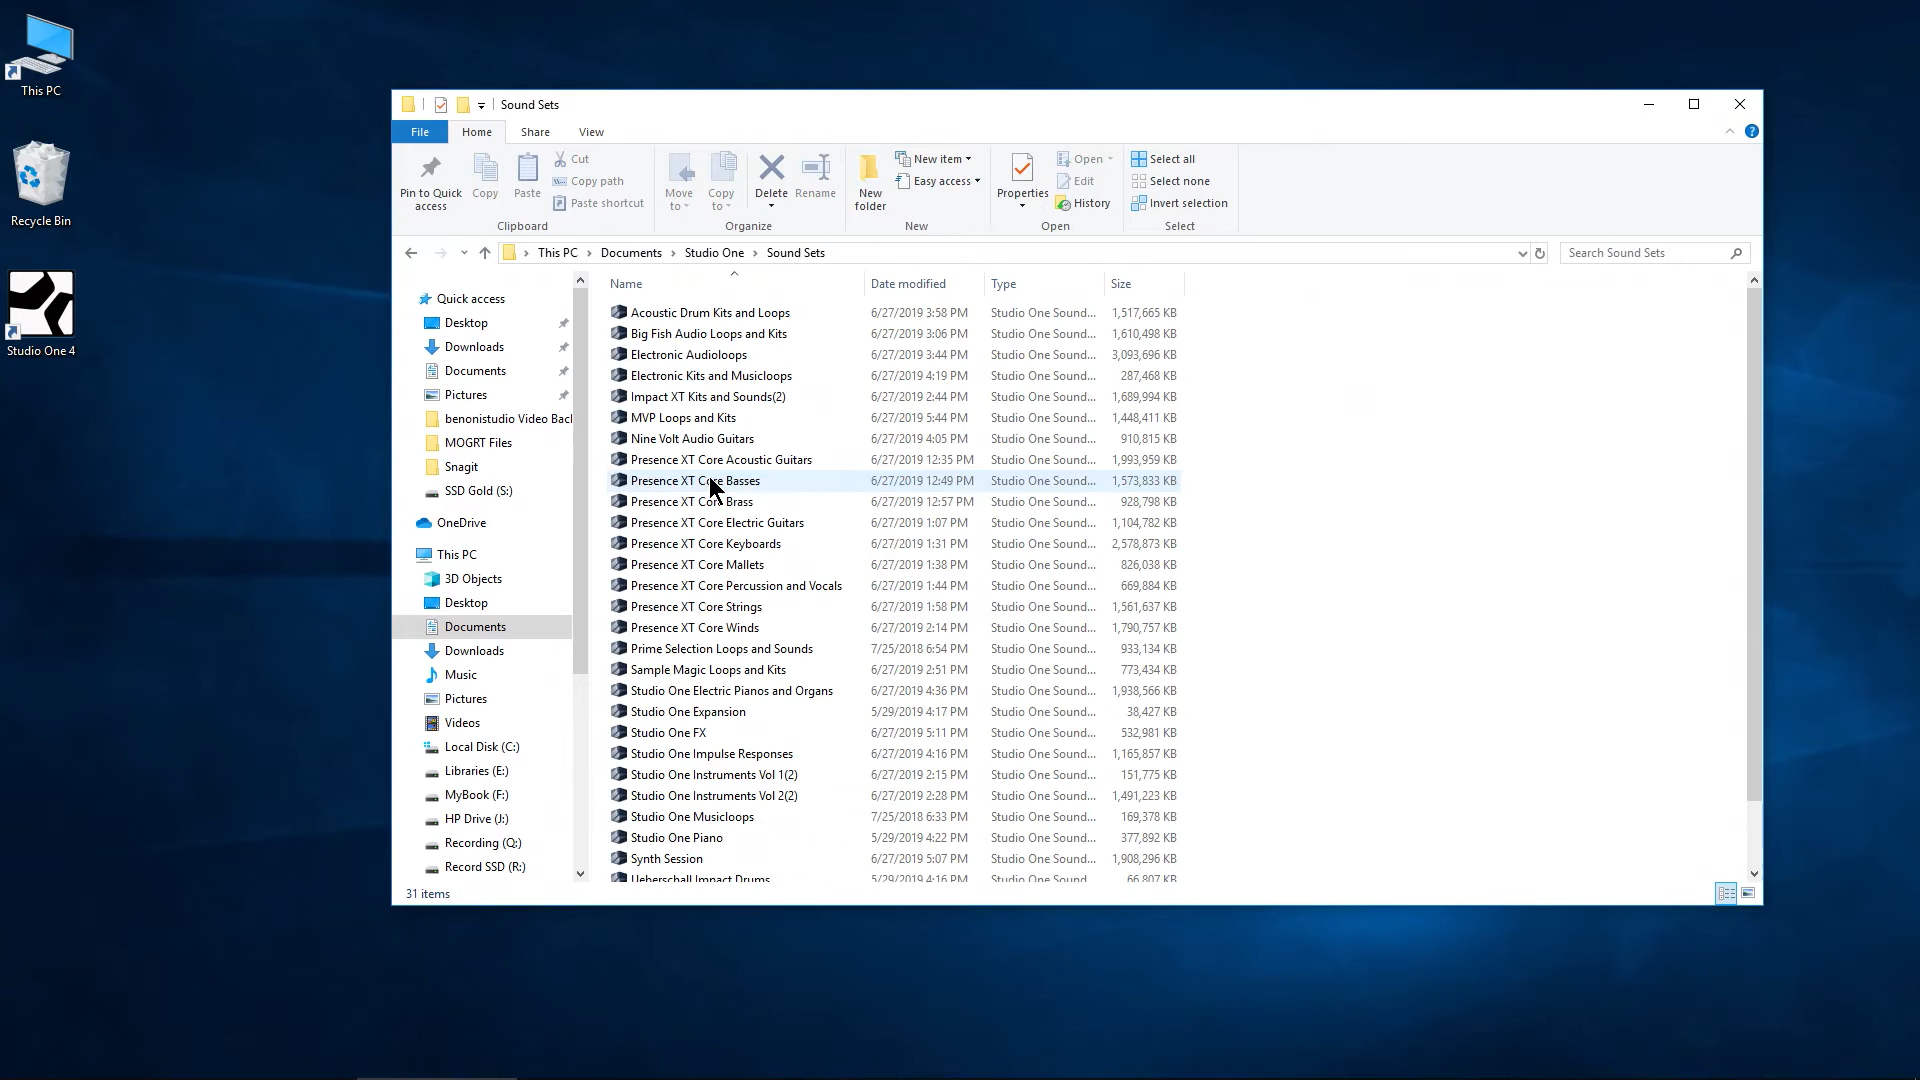 This PC
Recycle Bin
Studio One 4
Sound Sets
File Home Share View
Pin to Quick access
Copy
Paste
Cut
Copy path
Paste shortcut
Clipboard
Move to
Copy to
Delete
Rename
Organize
New folder
New item
Easy access
New
Properties
Open
Edit
History
Open
Select all
Select none
Invert selection
Select
This PC > Documents > Studio One > Sound Sets
Search Sound Sets
Quick access
Desktop
Downloads
Documents
Pictures
benonistudio Video Bac
MOGRT Files
Snagit
SSD Gold (S:)
OneDrive
This PC
3D Objects
Desktop
Documents
Downloads
Music
Pictures
Videos
Local Disk (C:)
Libraries (E:)
MyBook (F:)
HP Drive (J:)
Recording (Q:)
Record SSD (R:)
Name Date modified Type Size
Acoustic Drum Kits and Loops 6/27/2019 3:58 PM Studio One Sound... 1,517,665 KB
Big Fish Audio Loops and Kits 6/27/2019 3:06 PM Studio One Sound... 1,610,498 KB
Electronic Audioloops 6/27/2019 3:44 PM Studio One Sound... 3,093,696 KB
Electronic Kits and Musicloops 6/27/2019 4:19 PM Studio One Sound... 287,468 KB
Impact XT Kits and Sounds(2) 6/27/2019 2:44 PM Studio One Sound... 1,689,994 KB
MVP Loops and Kits 6/27/2019 5:44 PM Studio One Sound... 1,448,411 KB
Nine Volt Audio Guitars 6/27/2019 4:05 PM Studio One Sound... 910,815 KB
Presence XT Core Acoustic Guitars 6/27/2019 12:35 PM Studio One Sound... 1,993,959 KB
Presence XT Core Basses 6/27/2019 12:49 PM Studio One Sound... 1,573,833 KB
Presence XT Core Brass 6/27/2019 12:57 PM Studio One Sound... 928,798 KB
Presence XT Core Electric Guitars 6/27/2019 1:07 PM Studio One Sound... 1,104,782 KB
Presence XT Core Keyboards 6/27/2019 1:31 PM Studio One Sound... 2,578,873 KB
Presence XT Core Mallets 6/27/2019 1:38 PM Studio One Sound... 826,038 KB
Presence XT Core Percussion and Vocals 6/27/2019 1:44 PM Studio One Sound... 669,884 KB
Presence XT Core Strings 6/27/2019 1:58 PM Studio One Sound... 1,561,637 KB
Presence XT Core Winds 6/27/2019 2:14 PM Studio One Sound... 1,790,757 KB
Prime Selection Loops and Sounds 7/25/2018 6:54 PM Studio One Sound... 933,134 KB
Sample Magic Loops and Kits 6/27/2019 2:51 PM Studio One Sound... 773,434 KB
Studio One Electric Pianos and Organs 6/27/2019 4:36 PM Studio One Sound... 1,938,566 KB
Studio One Expansion 5/29/2019 4:17 PM Studio One Sound... 38,427 KB
Studio One FX 6/27/2019 5:11 PM Studio One Sound... 532,981 KB
Studio One Impulse Responses 6/27/2019 4:16 PM Studio One Sound... 1,165,857 KB
Studio One Instruments Vol 1(2) 6/27/2019 2:15 PM Studio One Sound... 151,775 KB
Studio One Instruments Vol 2(2) 6/27/2019 2:28 PM Studio One Sound... 1,491,223 KB
Studio One Musicloops 7/25/2018 6:33 PM Studio One Sound... 169,378 KB
Studio One Piano 5/29/2019 4:22 PM Studio One Sound... 377,892 KB
Synth Session 6/27/2019 5:07 PM Studio One Sound... 1,908,296 KB
Ueberschall Impact Drums 5/29/2019 4:16 PM Studio One Sound 66,807 KB
31 items